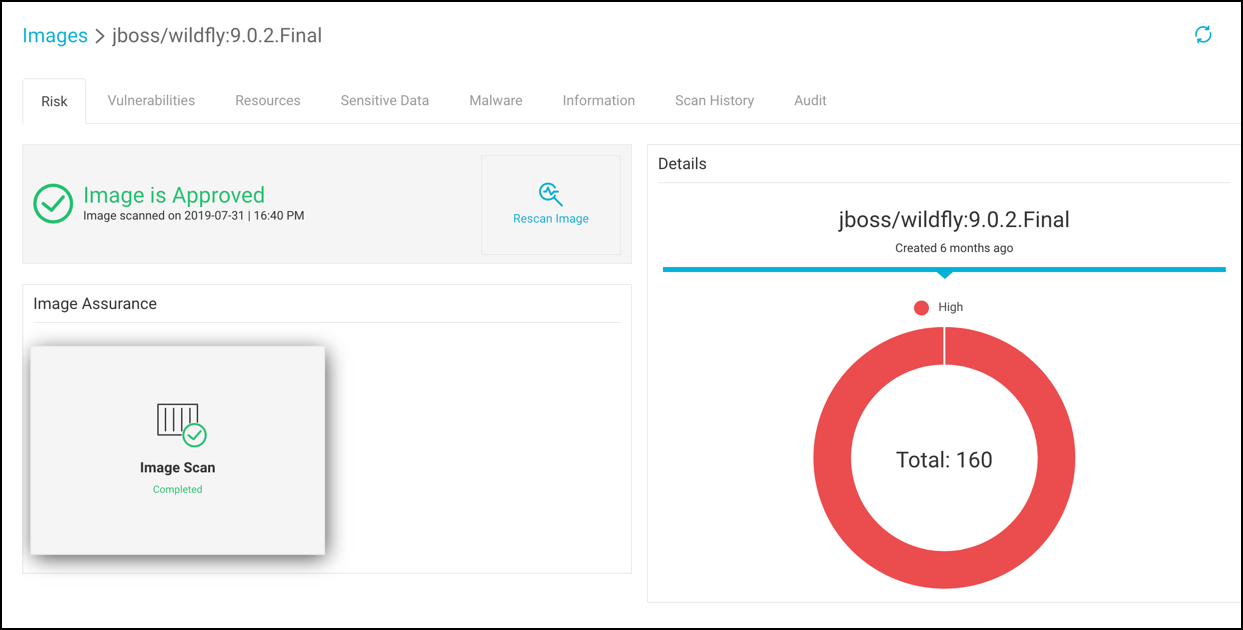 Images > jboss/wildfly:9.0.2.Final
Risk Vulnerabilities Resources Sensitive Data Malware Information Scan History Audit
Image is Approved
Image scanned on 2019-07-31 | 16:40 PM
Rescan Image
Image Assurance
Image Scan
Completed
Details
jboss/wildfly:9.0.2.Final
Created 6 months ago
High
Total: 160